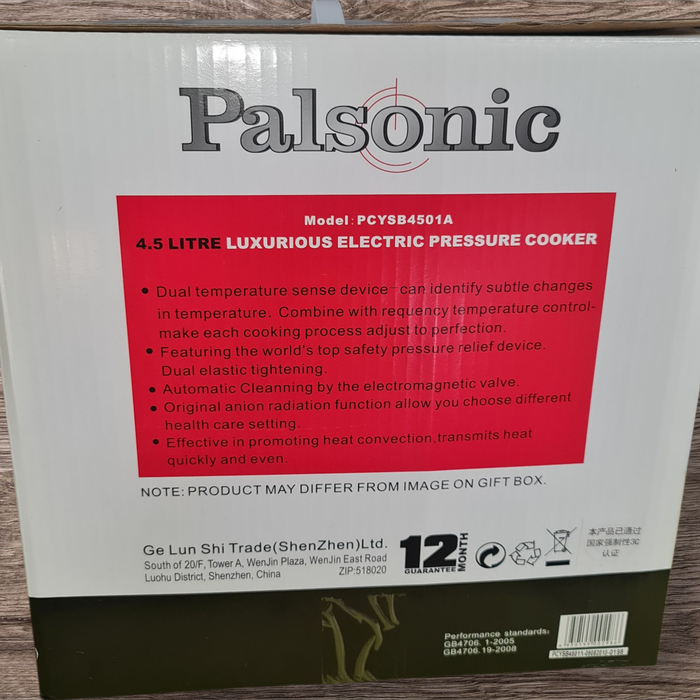 Palsonic
Model:PCYSB4501A
4.5 LITRE LUXURIOUS ELECTRIC PRESSURE COOKER
• Dual temperature sense device-can identify subtle changes
in temperature. Combine with requency temperature control-
make each cooking process adjust to perfection.
• Featuring the world's top safety pressure relief device.
Dual elastic tightening.
• Automatic Cleanning by the electromagnetic valve.
• Original anion radiation function allow you choose different
health care setting.
• Effective in promoting heat convection,transmits heat
quickly and even.
NOTE: PRODUCT MAY DIFFER FROM IMAGE ON GIFT BOX.
Ge Lun Shi Trade(ShenZhen)Ltd.
South of 20/F, Tower A, WenJin Plaza, WenJin East Road
Luohu District, Shenzhen, China ZIP:518020
12 MONTH
GUARANTEE
本产品已通过
国家强制性3C
认证
Performance standards:
GB4706. 1-2005
GB4706. 19-2008